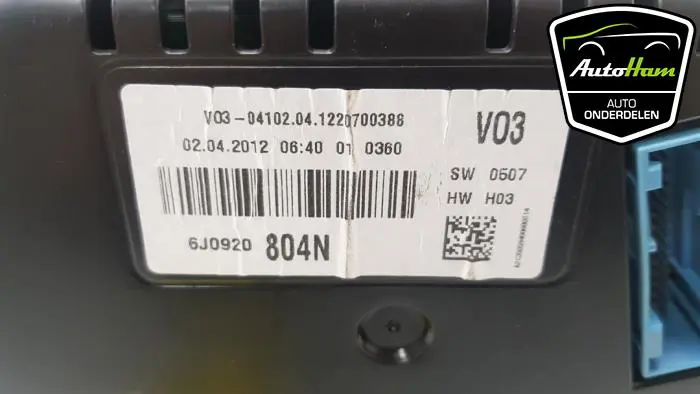 V03-04102.04.1220700386
02.04.2012 06:40 01 0360
V03
SW 0507
HW H03
6J0920 804N
AutoHam
AUTO
ONDERDELEN